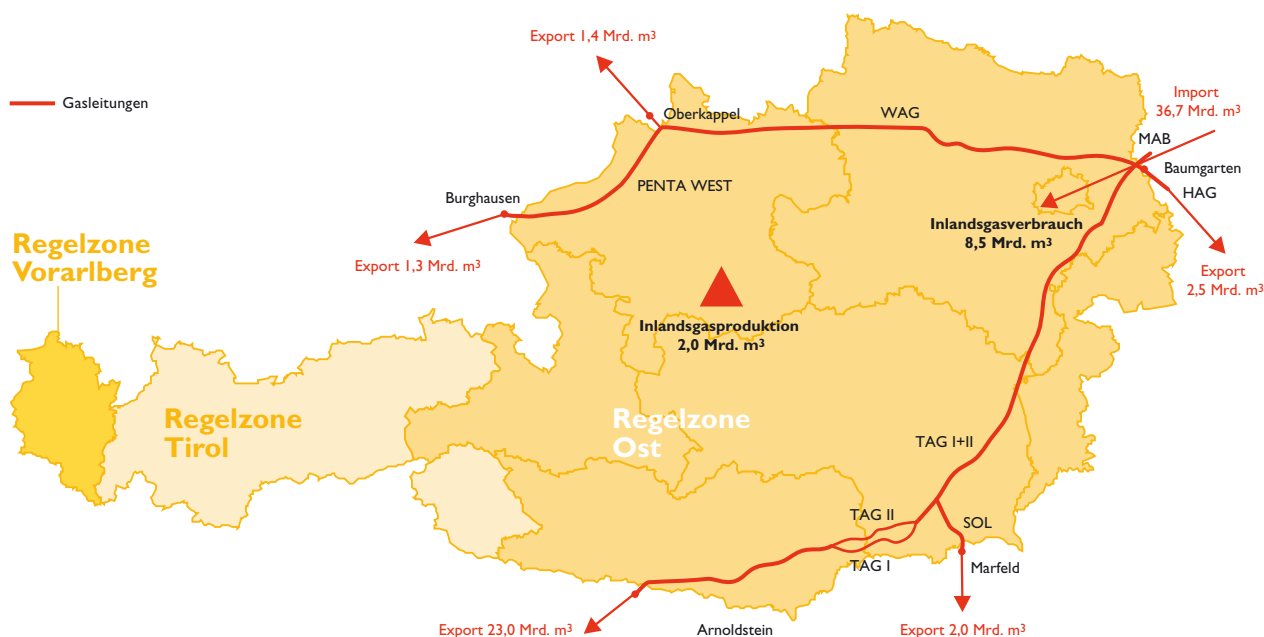 Export 1,4 Mrd. m³
Gasleitungen
Oberkappel
WAG
Import
36,7 Mrd. m³
MAB
Baumgarten
HAG
PENTA WEST
Burghausen
Inlandsgasverbrauch
8,5 Mrd. m³
Regelzone
Vorarlberg
Export 1,3 Mrd. m³
Export
2,5 Mrd. m³
Inlandsgasproduktion
2,0 Mrd. m³
Regelzone
Tirol
Regelzone
Ost
TAG I+II
TAG II
SOL
TAG I
Marfeld
Export 23,0 Mrd. m³
Arnoldstein
Export 2,0 Mrd. m³